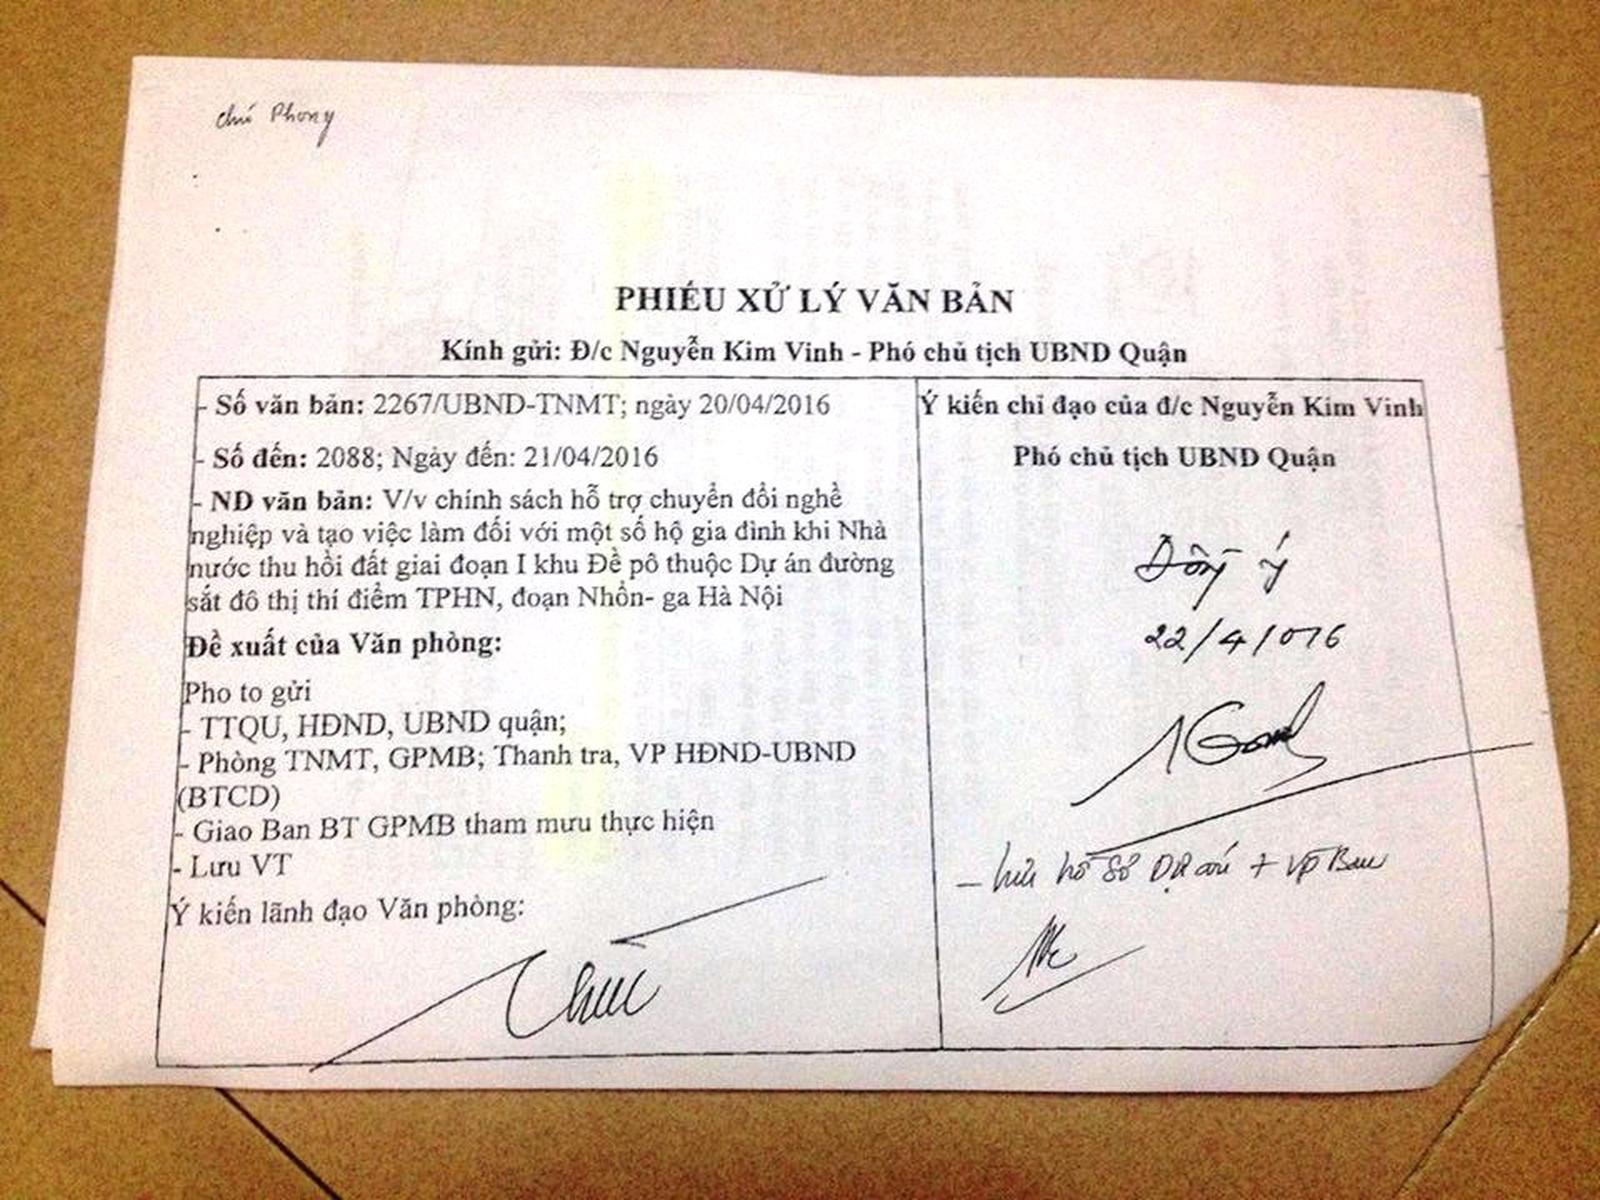 chú Phong
PHIẾU XỬ LÝ VĂN BẢN
Kính gửi: Đ/c Nguyễn Kim Vinh - Phó chủ tịch UBND Quận
- Số văn bản: 2267/UBND-TNMT; ngày 20/04/2016
- Số đến: 2088; Ngày đến: 21/04/2016
- ND văn bản: V/v chính sách hỗ trợ chuyển đổi nghề
nghiệp và tạo việc làm đối với một số hộ gia đình khi Nhà
nước thu hồi đất giai đoạn I khu Đề pô thuộc Dự án đường
sắt đô thị thí điểm TPHN, đoạn Nhổn- ga Hà Nội
Đề xuất của Văn phòng:
Pho to gửi
- TTQU, HĐND, UBND quận;
- Phòng TNMT, GPMB; Thanh tra, VP HĐND-UBND
(BTCD)
- Giao Ban BT GPMB tham mưu thực hiện
- Lưu VT
Ý kiến lãnh đạo Văn phòng:
Ý kiến chỉ đạo của đ/c Nguyễn Kim Vinh
Phó chủ tịch UBND Quận
Đồng ý
22/4/016
- lưu hồ sơ Dự án + VP Ban